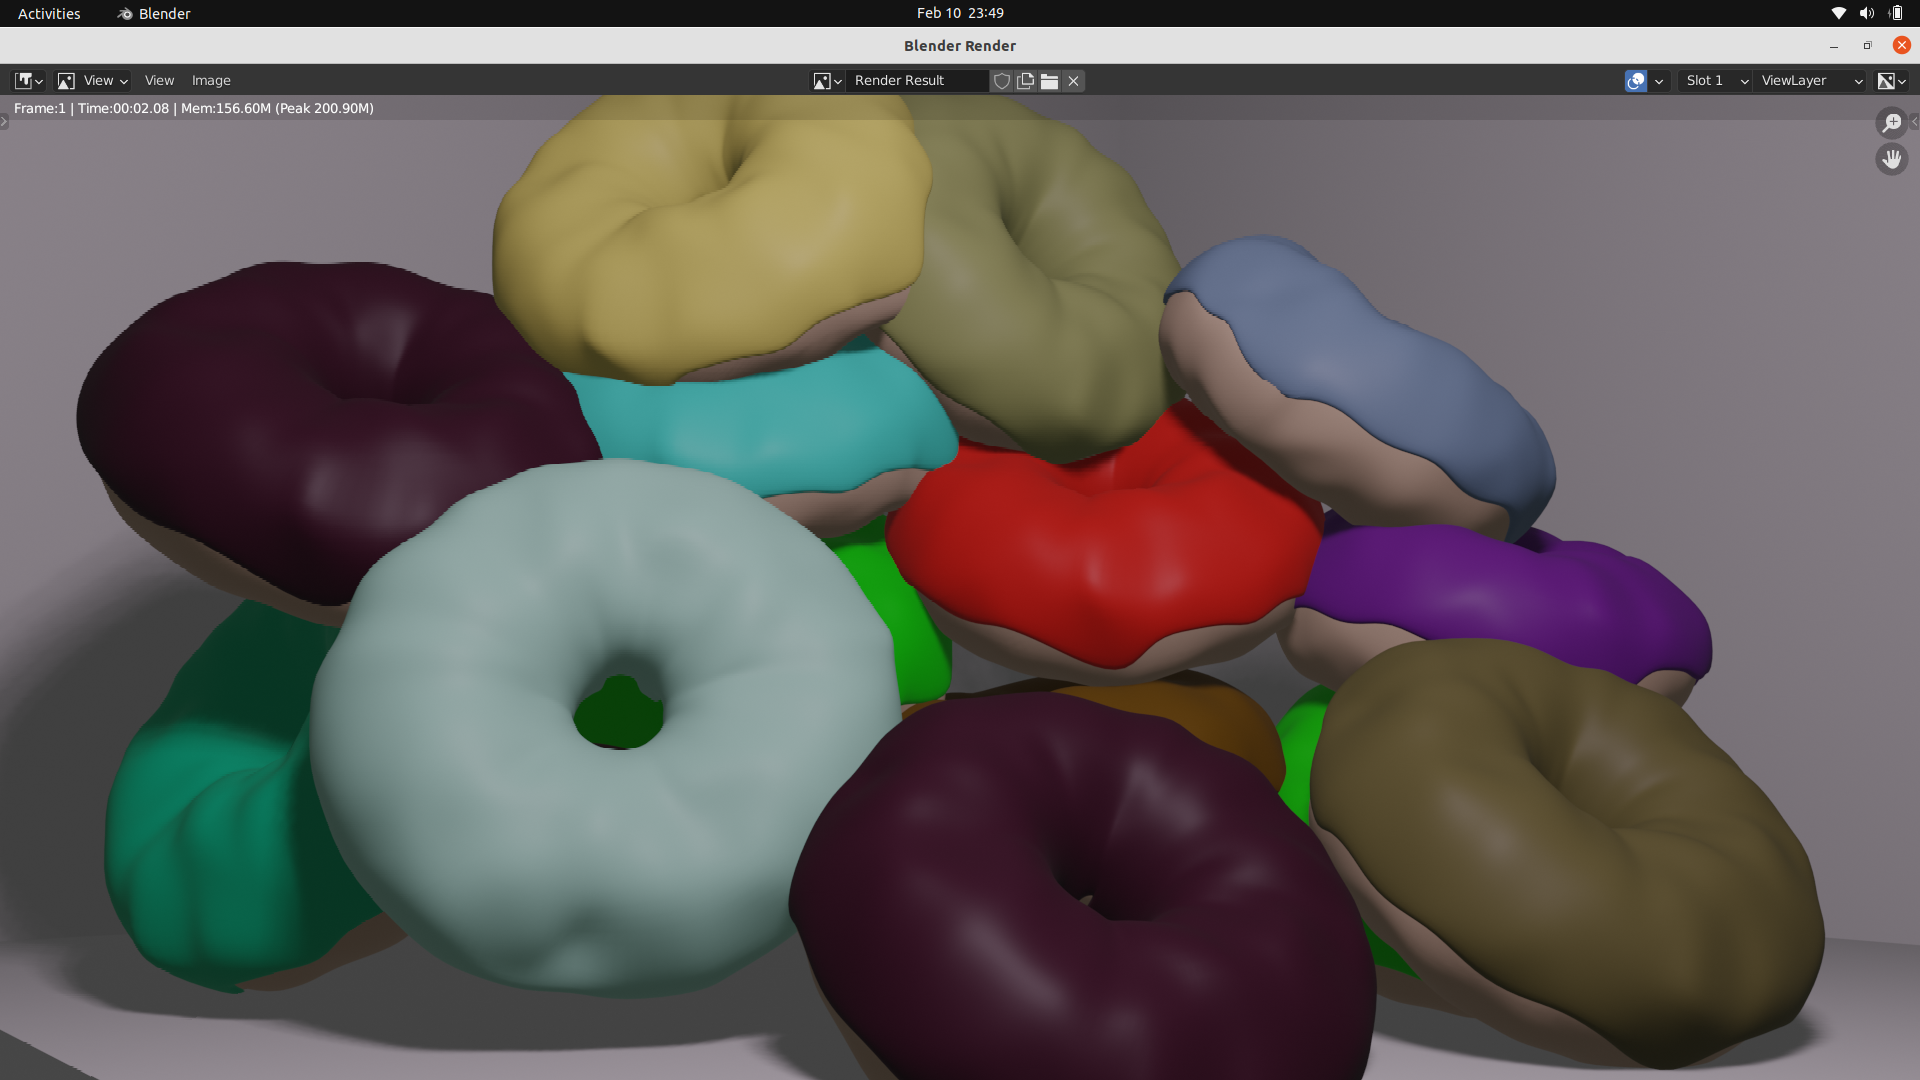 Activities Blender Feb 10 23:49
Blender Render
View View Image Render Result Slot 1 ViewLayer
Frame:1 | Time:00:02.08 | Mem:156.60M (Peak 200.90M)